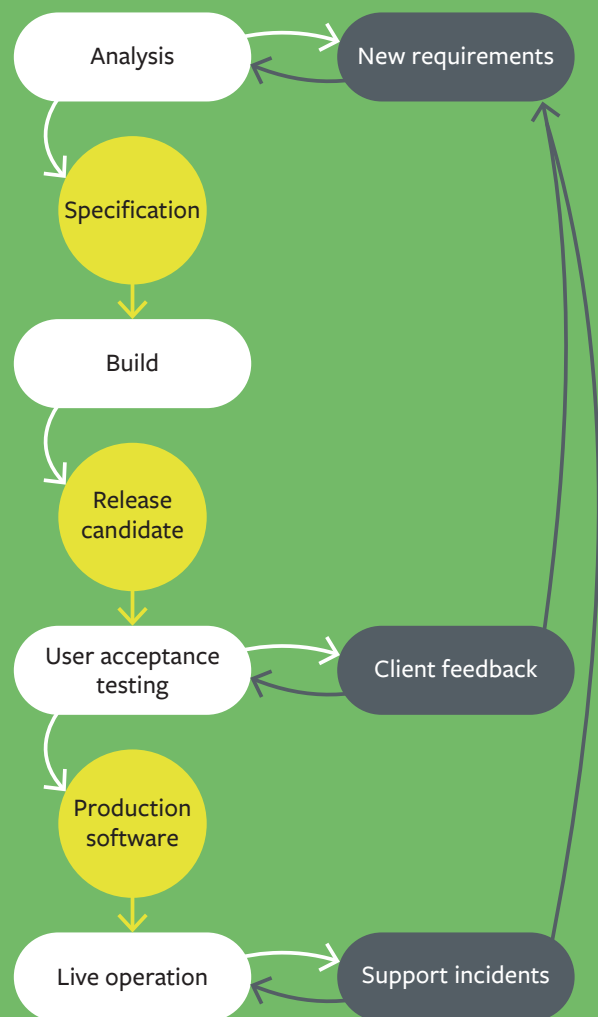 Analysis
New requirements
Specification
Build
Release
candidate
User acceptance
testing
Client feedback
Production
software
Live operation
Support incidents